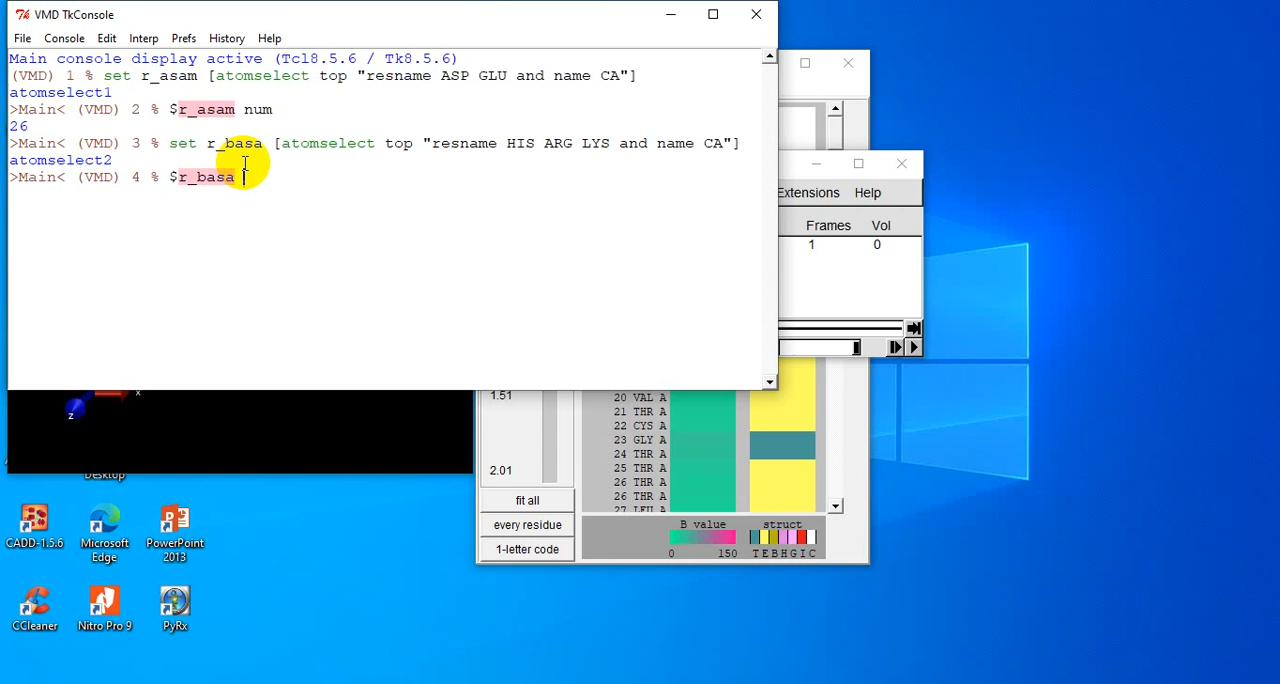 VMD TkConsole
File Console Edit Interp Prefs History Help
Main console display active (Tcl8.5.6 / Tk8.5.6)
(VMD) 1 % set r_asam [atomselect top "resname ASP GLU and name CA"]
atomselect1
>Main< (VMD) 2 % $r_asam num
26
>Main< (VMD) 3 % set r_basa [atomselect top "resname HIS ARG LYS and name CA"]
atomselect2
>Main< (VMD) 4 % $r_basa
Extensions Help
Frames Vol
1 0
x
z
1.51
2.01
20 VAL A
21 THR A
22 CYS A
23 GLY A
24 THR A
25 THR A
26 THR A
26 THR A
27 LEU A
fit all
every residue
1-letter code
B value struct
0 150 T E B H G I C
Desktop
CADD-1.5.6
Microsoft Edge
PowerPoint 2013
CCleaner
Nitro Pro 9
PyRx